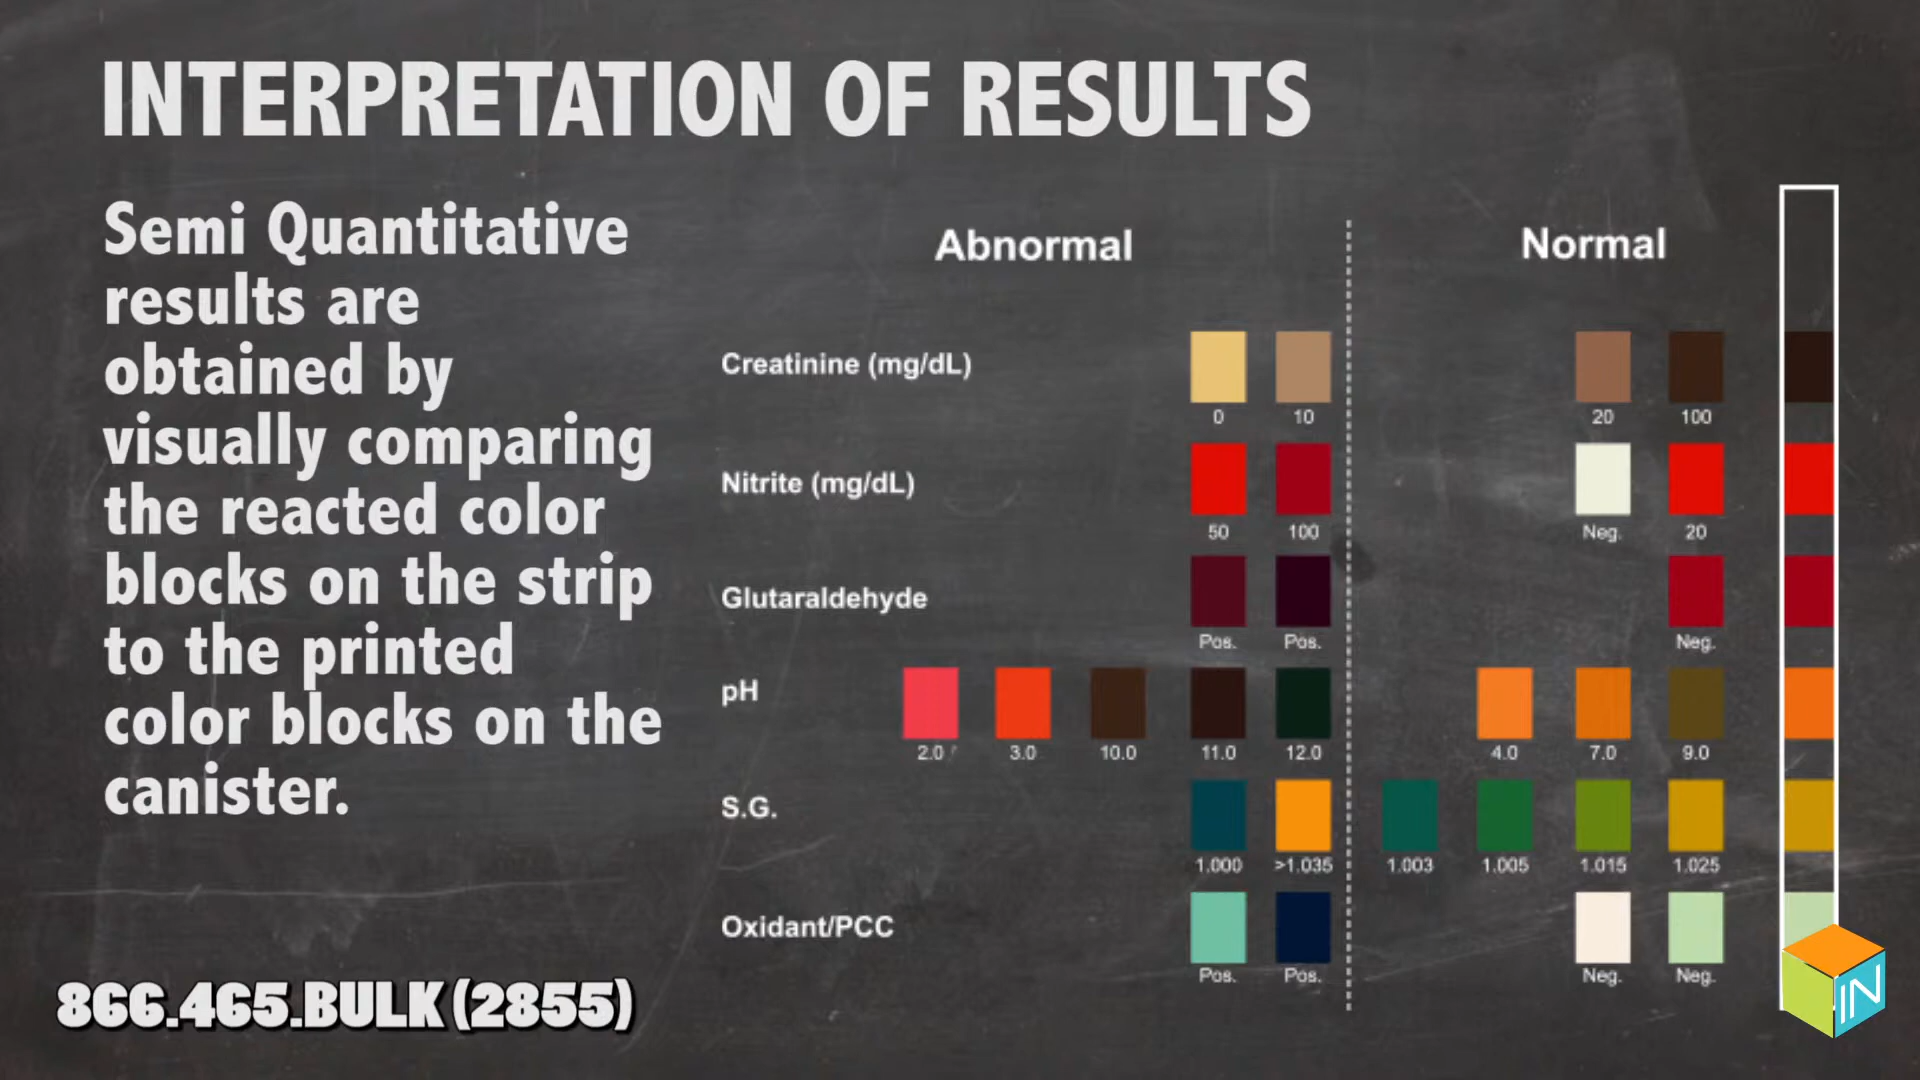 INTERPRETATION OF RESULTS
Semi Quantitative
results are
obtained by
visually comparing
the reacted color
blocks on the strip
to the printed
color blocks on the
canister.
Abnormal
Normal
Creatinine (mg/dL)
0 10 20 100
Nitrite (mg/dL)
50 100 Neg. 20
Glutaraldehyde
Pos. Pos. Neg.
pH
2.0 3.0 10.0 11.0 12.0 4.0 7.0 9.0
S.G.
1.000 >1.035 1.003 1.005 1.015 1.025
Oxidant/PCC
Pos. Pos. Neg. Neg.
866.465.BULK (2855)
IN